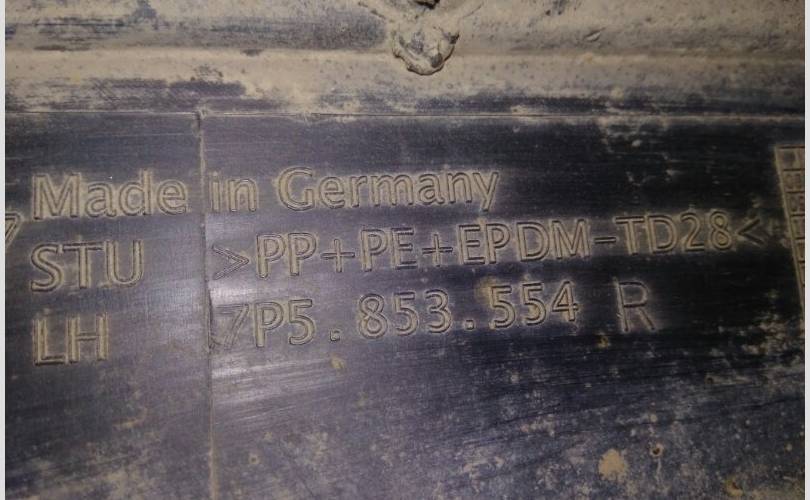 Made in Germany
STU >PP+PE+EPDM-TD28<
LH 7P5.853.554 R